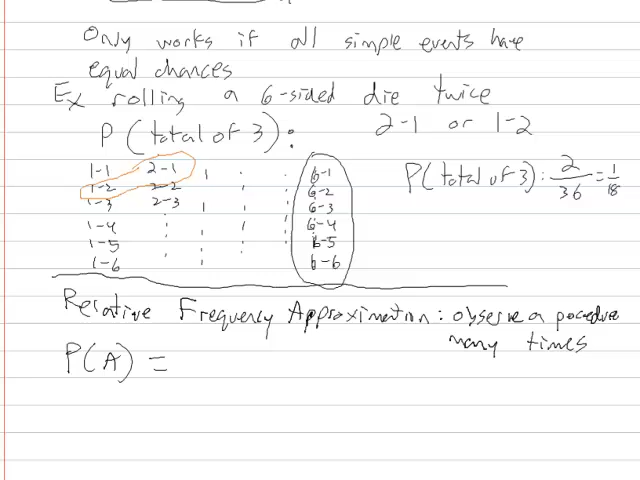 Only works if all simple events have
equal chances
Ex rolling a 6-sided die twice
P(total of 3): 2-1 or 1-2
1-1 2-1 6-1
1-2 2-2 6-2
1-3 2-3 6-3
1-4 6-4
1-5 6-5
1-6 6-6
P(total of 3): 2/36 = 1/18
Relative Frequency Approximation: observe a procedure
many times
P(A) =